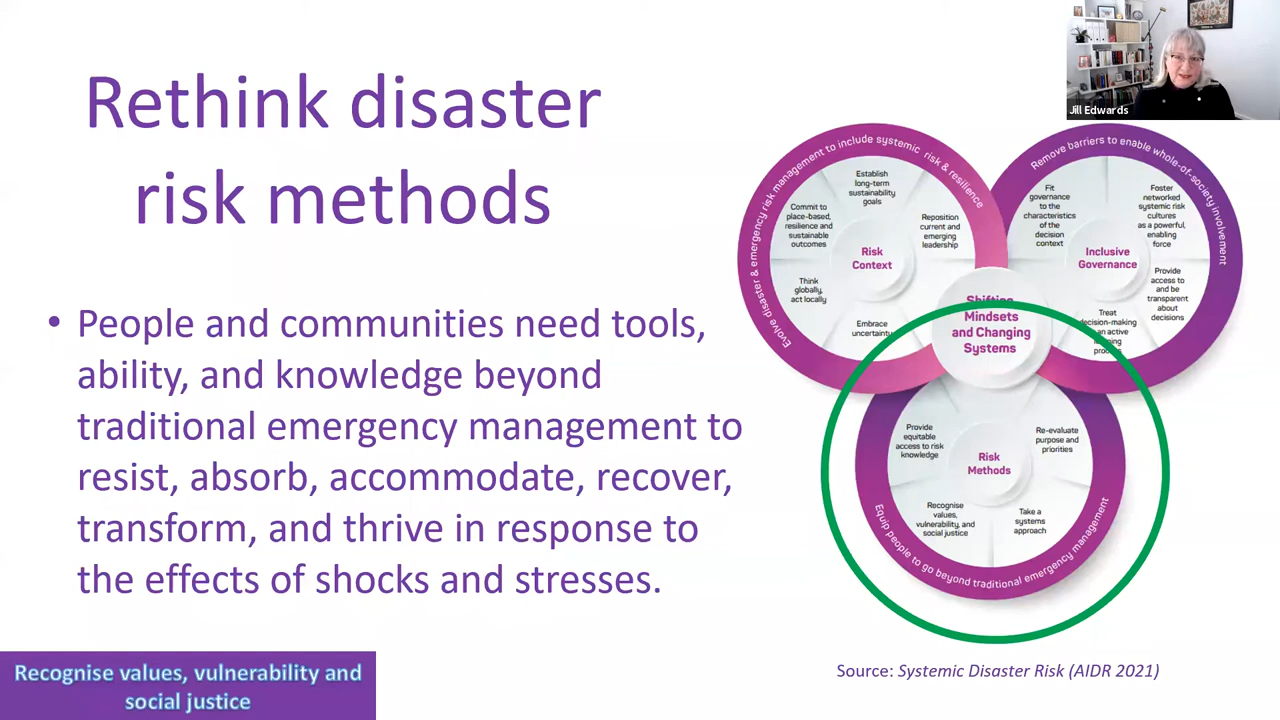 Rethink disaster
risk methods
• People and communities need tools,
ability, and knowledge beyond
traditional emergency management to
resist, absorb, accommodate, recover,
transform, and thrive in response to
the effects of shocks and stresses.
Recognise values, vulnerability and
social justice
Jill Edwards
Evolve disaster & emergency risk management to include systemic risk & resilience
Establish
long-term
sustainability
goals
Commit to
place-based,
resilience and
sustainable
outcomes
Reposition
current and
emerging
leadership
Risk
Context
Think
globally,
act locally
Embrace
uncertainty
Remove barriers to enable whole-of-society involvement
Fit
governance
to the
characteristics
of the
decision
context
Foster
networked
systemic risk
cultures
as a powerful,
enabling
force
Inclusive
Governance
Provide
access to
and be
transparent
about
decisions
Treat
decision-making
an active
learning
process
Shifting
Mindsets
and Changing
Systems
Provide
equitable
access to risk
knowledge
Re-evaluate
purpose and
priorities
Risk
Methods
Recognise
values,
vulnerability, and
social justice
Take a
systems
approach
Equip people to go beyond traditional emergency management
Source: Systemic Disaster Risk (AIDR 2021)